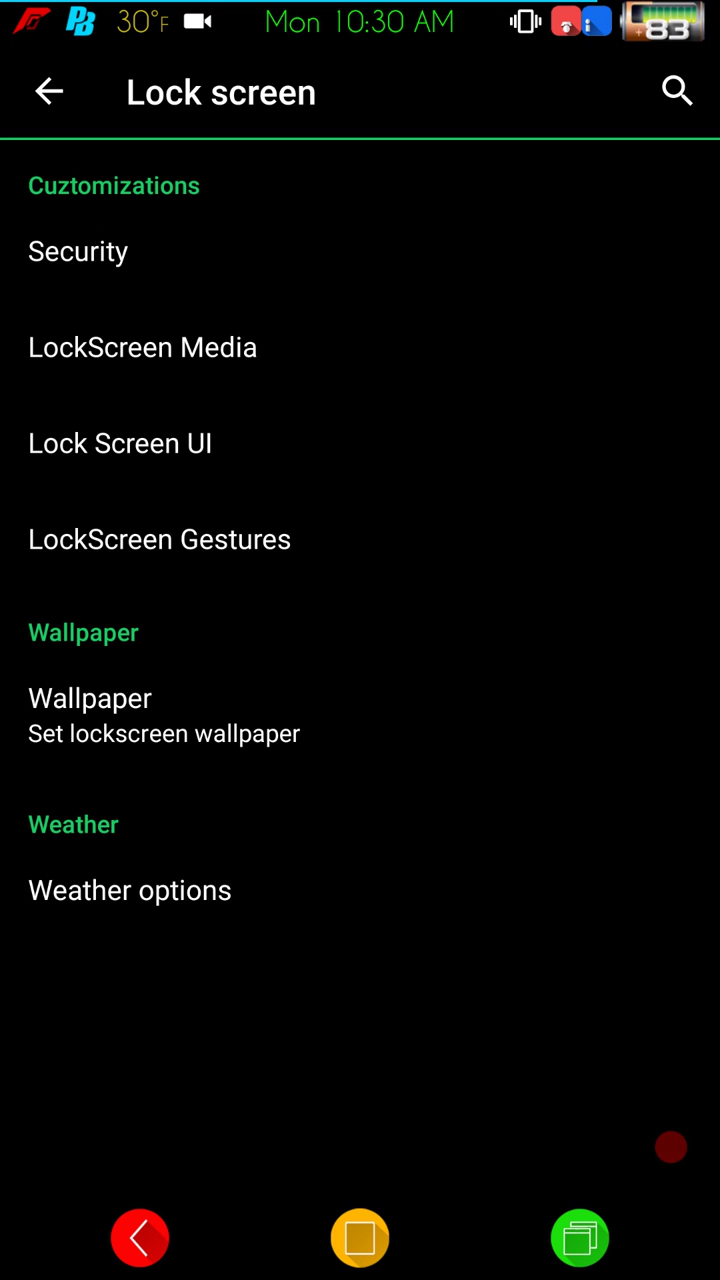 PB 30°F Mon 10:30 AM 83
Lock screen
Cuztomizations
Security
LockScreen Media
Lock Screen UI
LockScreen Gestures
Wallpaper
Wallpaper
Set lockscreen wallpaper
Weather
Weather options